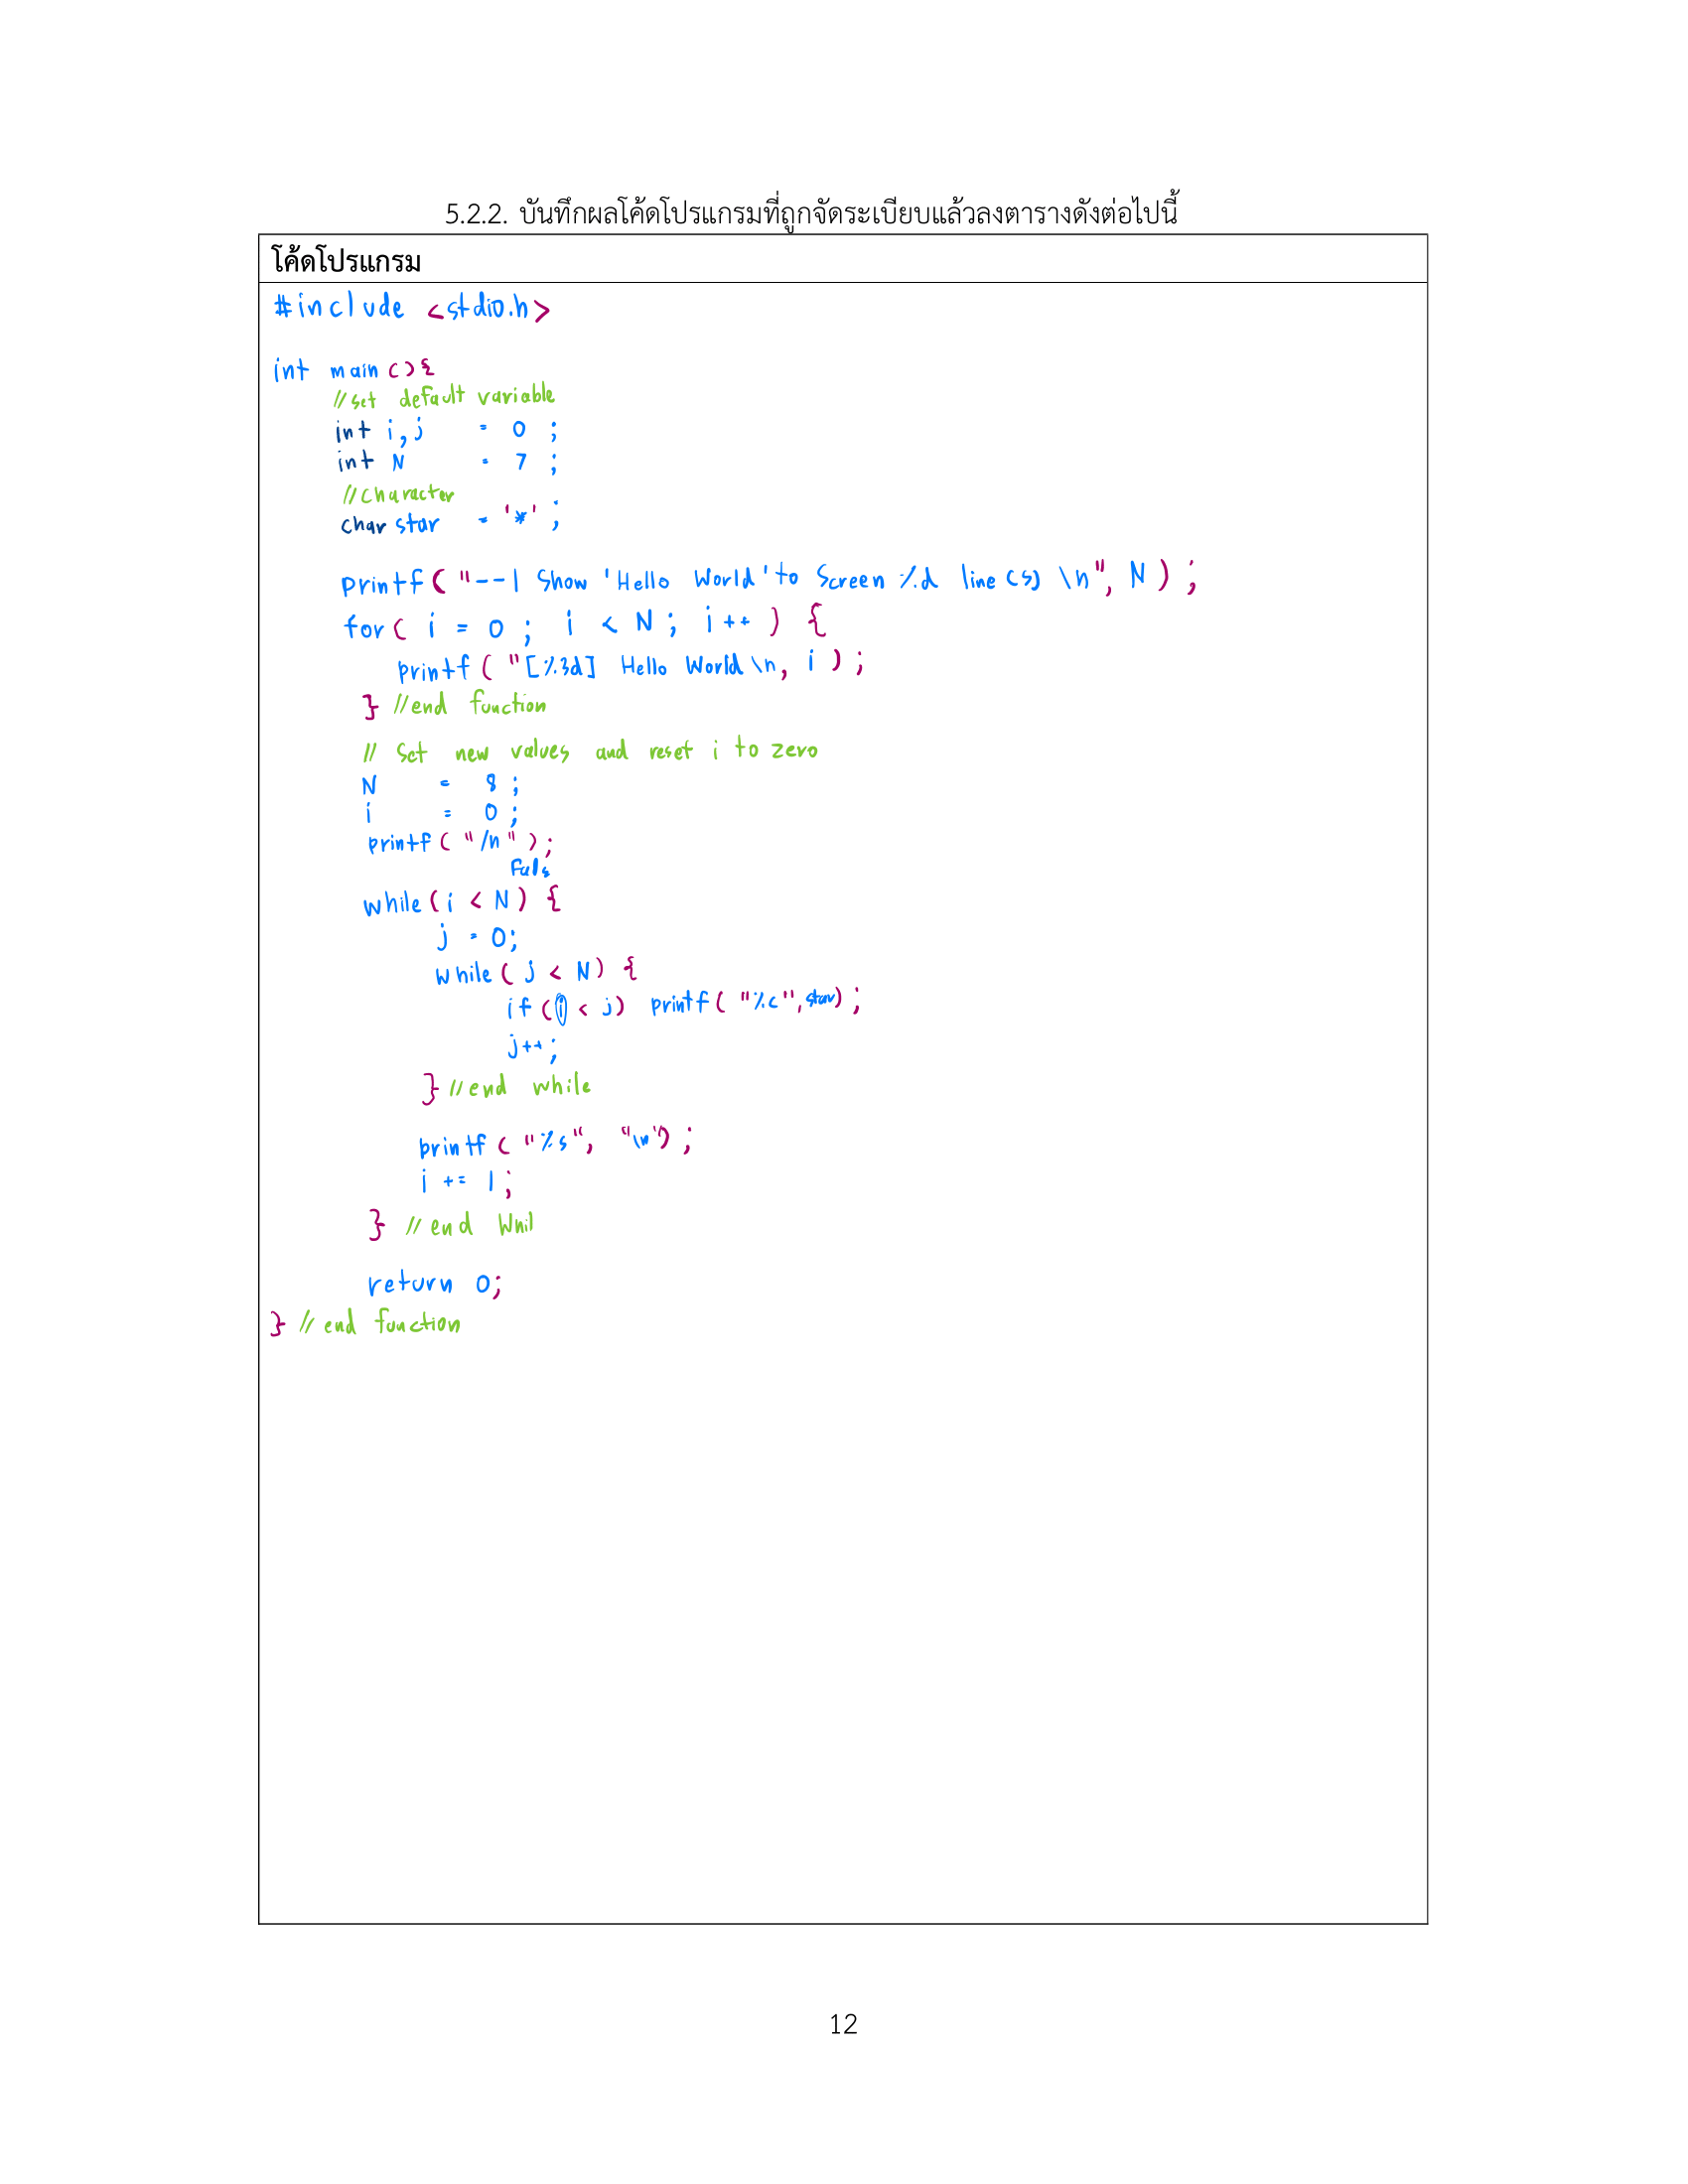 5.2.2. บันทึกผลโค้ดโปรแกรมที่ถูกจัดระเบียบแล้วลงตารางดังต่อไปนี้
โค้ดโปรแกรม
#include <stdio.h>
int main(){
//set default variable
int i,j = 0 ;
int N = 7 ;
//Character
char star = '*' ;
printf("--| Show 'Hello World' to Screen %d line(s) \n", N ) ;
for( i = 0 ; i < N ; i++ ) {
printf( "[%3d] Hello World\n, i ) ;
} //end function
// Set new values and reset i to zero
N = 8 ;
i = 0 ;
printf( "/n" );
Fals
while(i < N) {
j = 0;
while( j < N) {
if (i < j) printf( "%c",star) ;
j++;
} //end while
printf ( "%s", "\n") ;
i += 1;
} //end Whil
return 0;
} // end function
12